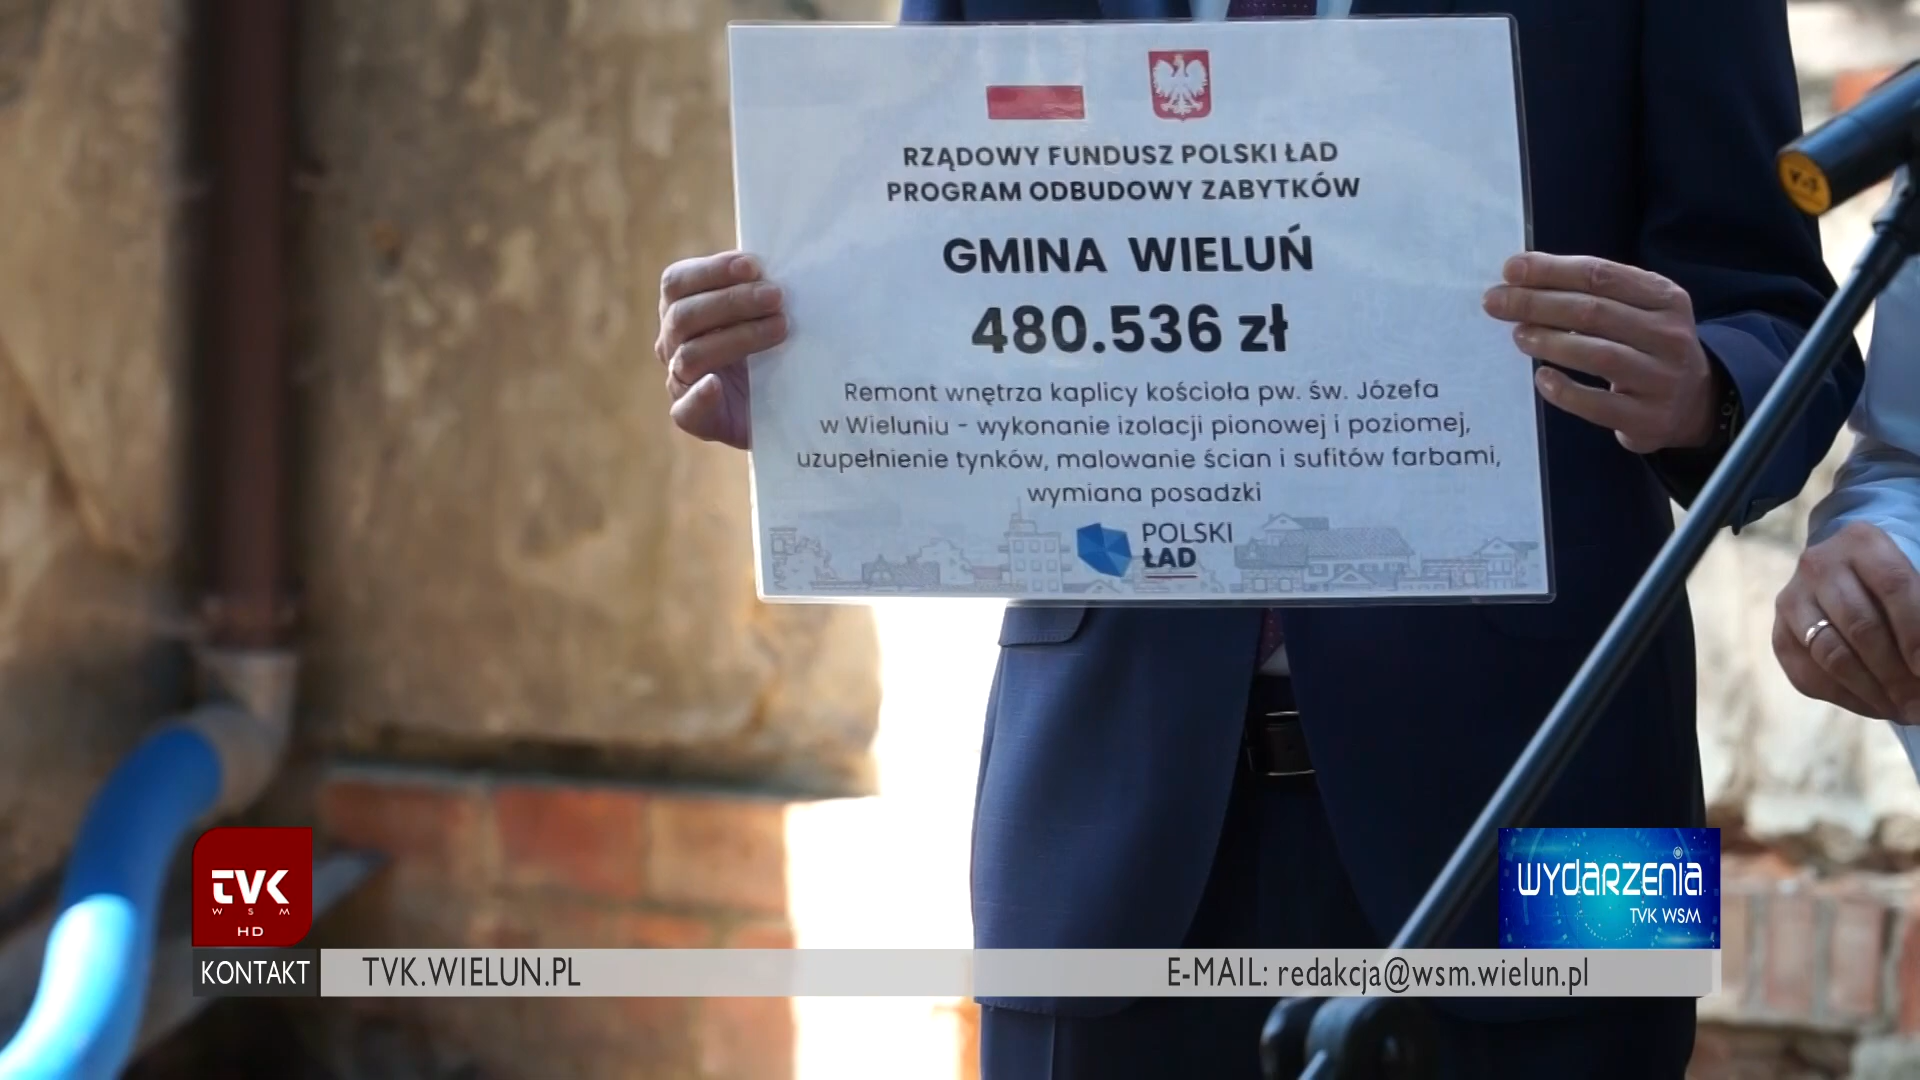 RZĄDOWY FUNDUSZ POLSKI ŁAD
PROGRAM ODBUDOWY ZABYTKÓW
GMINA WIELUŃ
480.536 zł
Remont wnętrza kaplicy kościoła pw. św. Józefa
w Wieluniu - wykonanie izolacji pionowej i poziomej,
uzupełnienie tynków, malowanie ścian i sufitów farbami,
wymiana posadzki
POLSKI
ŁAD
TVK
WSM
HD
WYDARZENIA
TVK WSM
KONTAKT
TVK.WIELUN.PL
E-MAIL: redakcja@wsm.wielun.pl